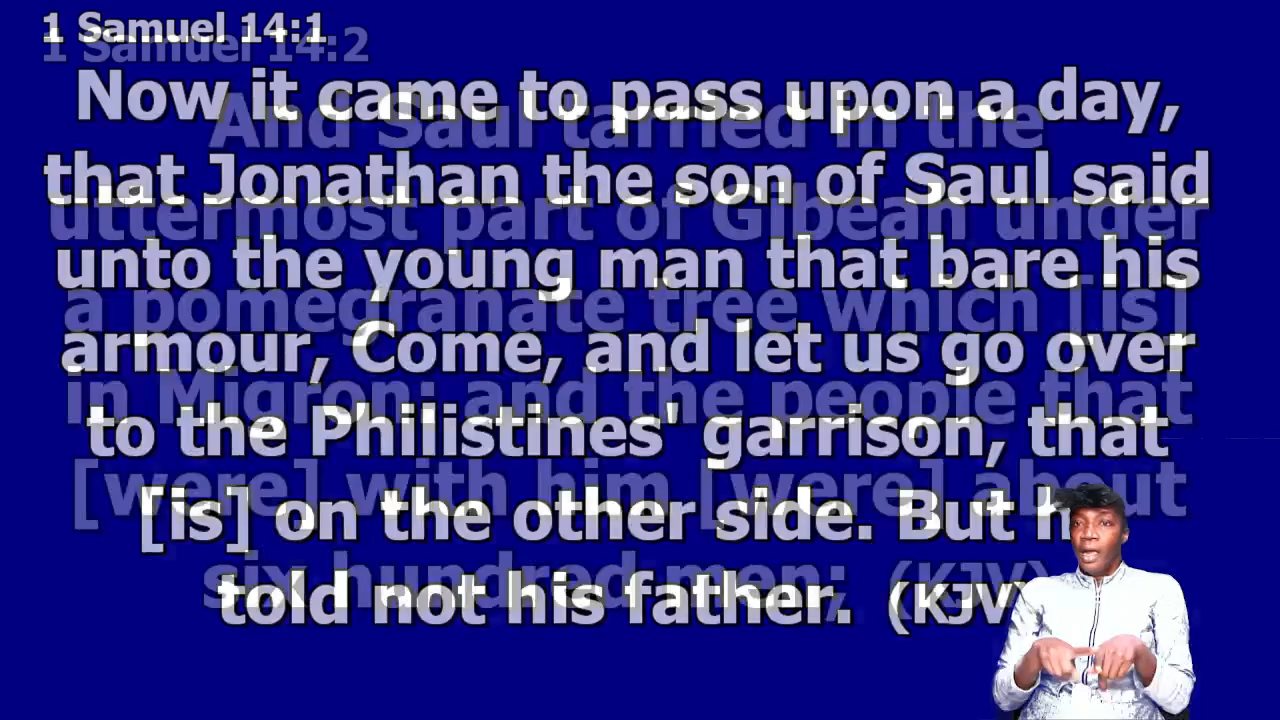 1 Samuel 14:1
Now it came to pass upon a day,
that Jonathan the son of Saul said
unto the young man that bare his
armour, Come, and let us go over
to the Philistines' garrison, that
[is] on the other side. But
told not his father. (KJV)
1 Samuel 14:2
And Saul tarried in the
uttermost part of Gibeah under
a pomegranate tree which [is]
in Migron: and the people that
[were] with him [were] about
six hundred men; (KJV)